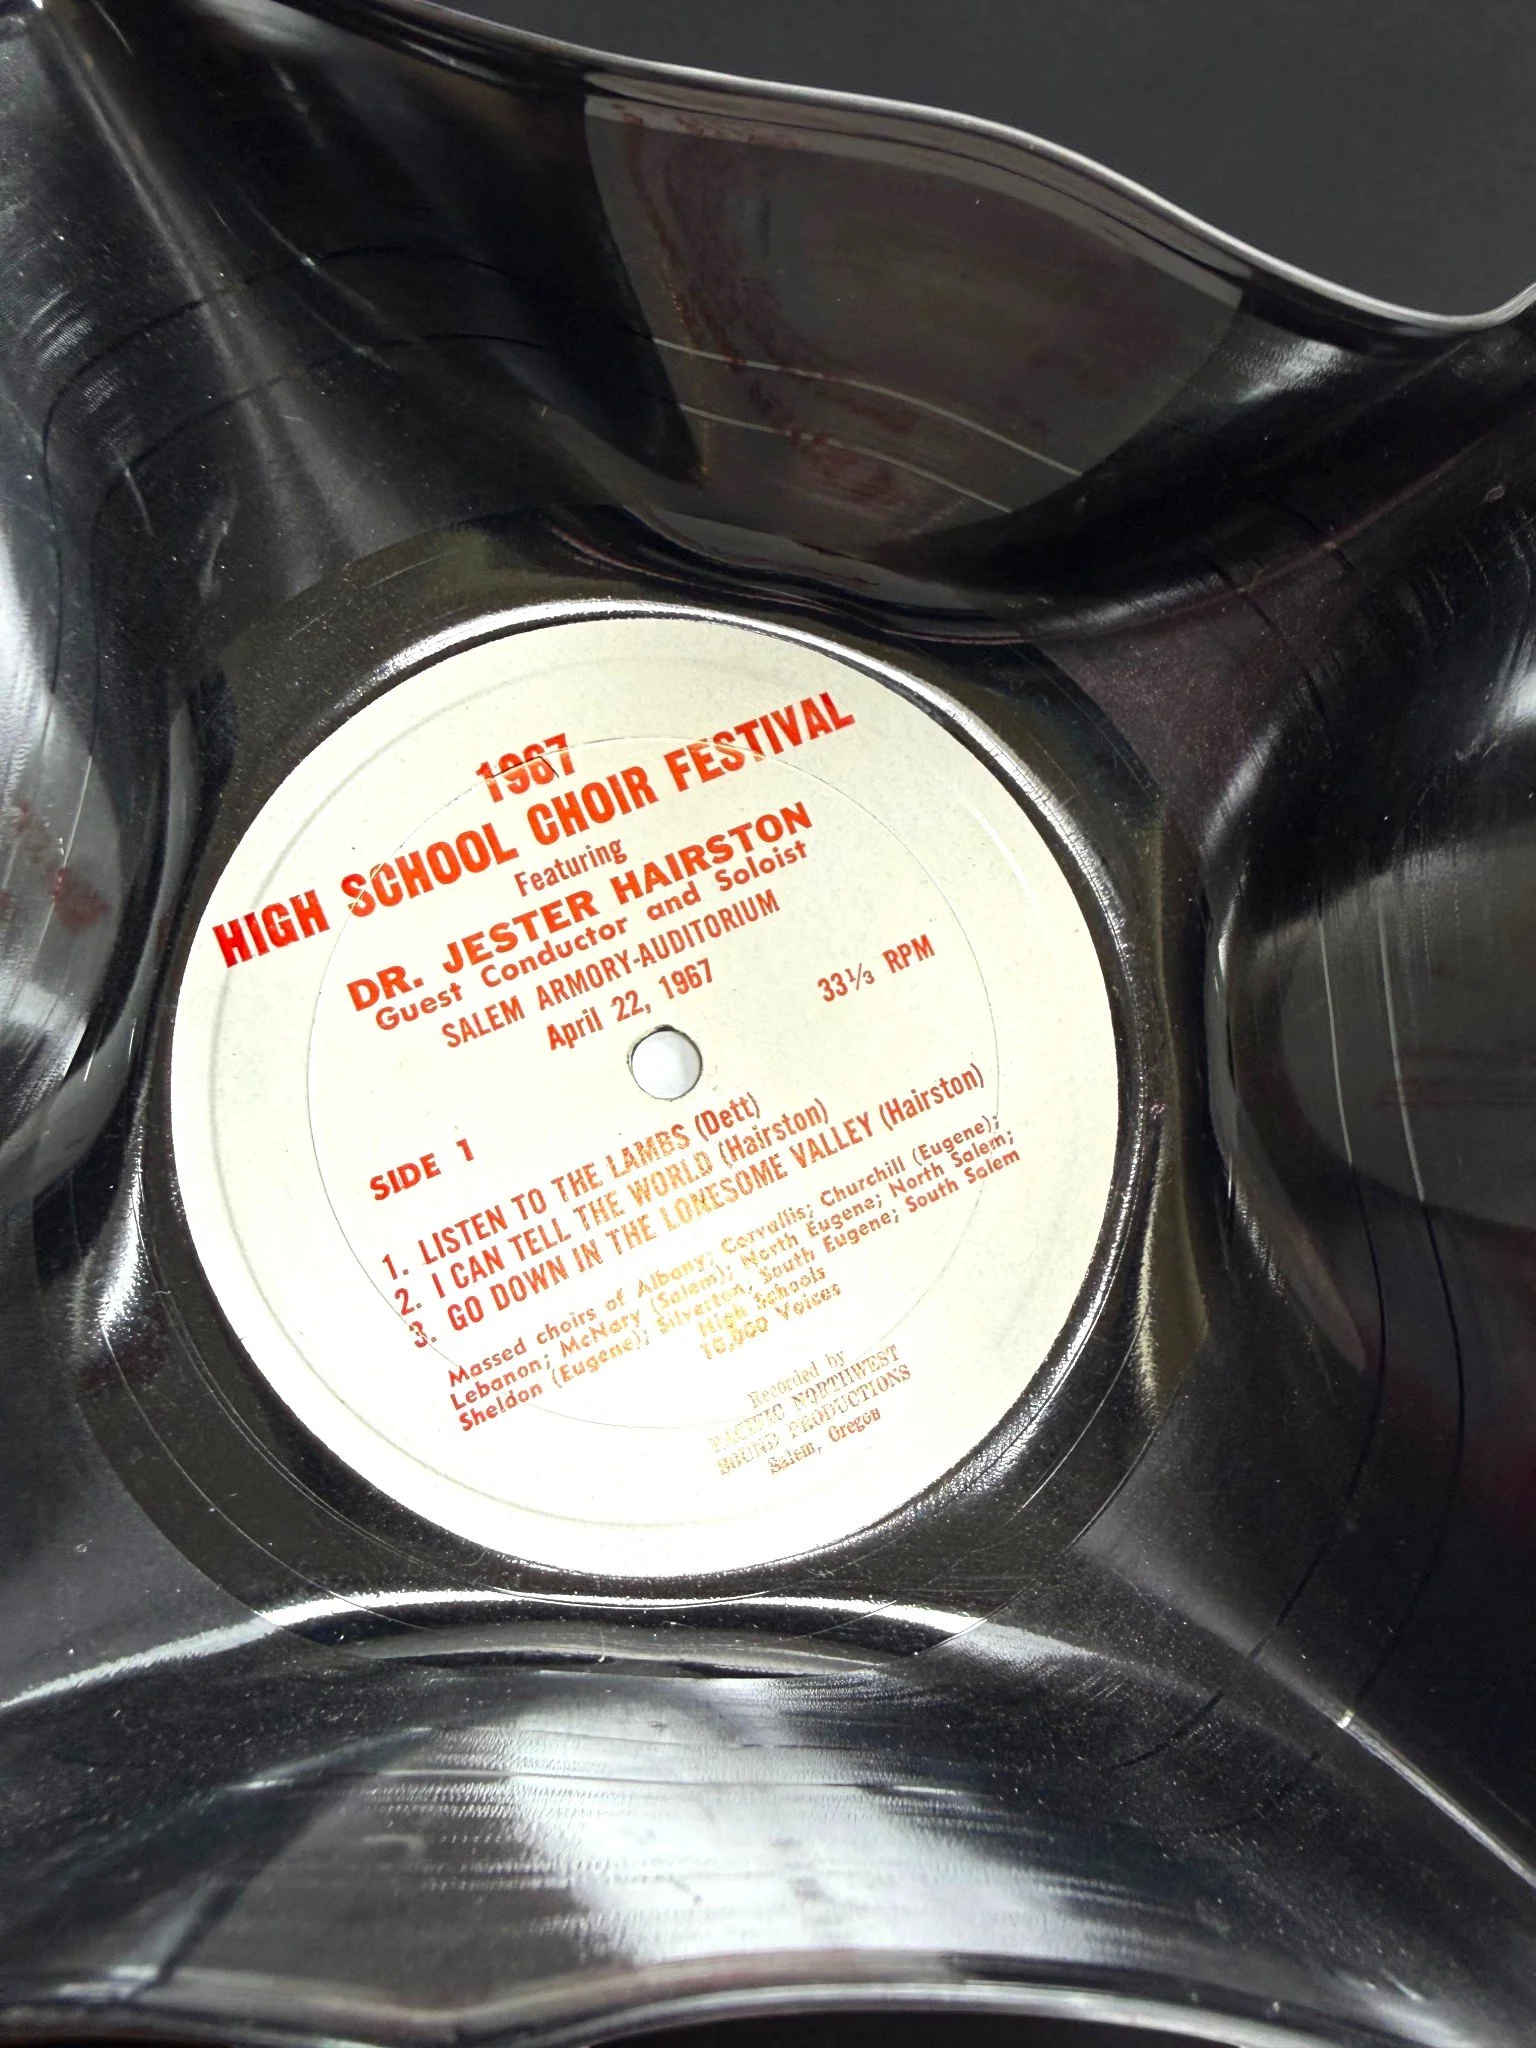 1967
HIGH SCHOOL CHOIR FESTIVAL
Featuring
DR. JESTER HAIRSTON
Guest Conductor and Soloist
SALEM ARMORY-AUDITORIUM
April 22, 1967
33⅓ RPM
SIDE 1
1. LISTEN TO THE LAMBS (Dett)
2. I CAN TELL THE WORLD (Hairston)
3. GO DOWN IN THE LONESOME VALLEY (Hairston)
Massed choirs of Albany; Corvallis; Churchill (Eugene);
Lebanon; McNary (Salem); North Eugene; North Salem;
Sheldon (Eugene); Silverton, South Eugene; South Salem
High Schools
Voices
Recorded by
PACIFIC NORTHWEST
SOUND PRODUCTIONS
Salem, Oregon